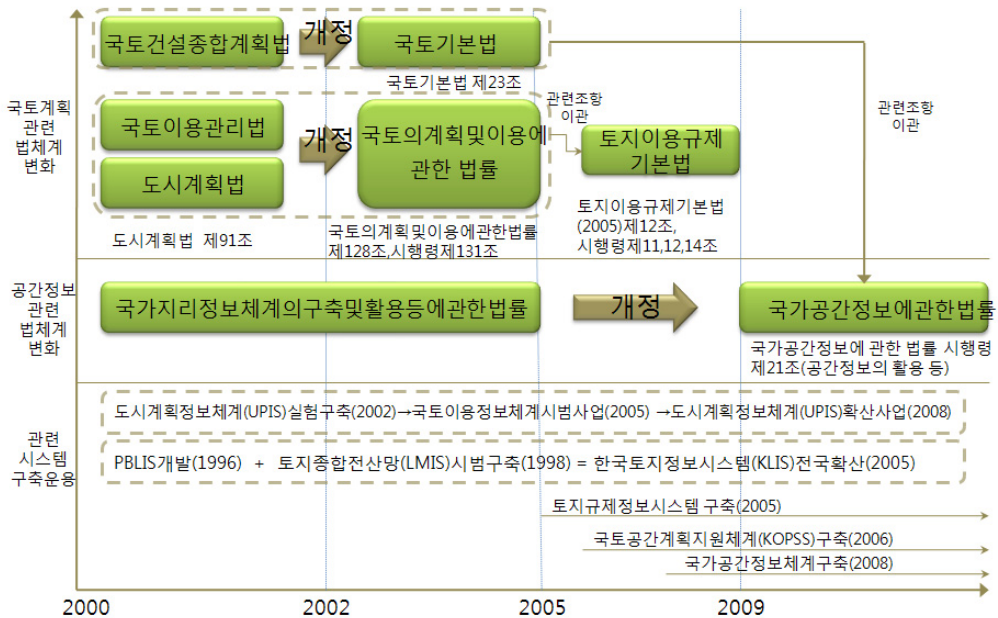 국토계획
관련
법체계
변화
국토건설종합계획법
개정
국토기본법
국토기본법 제23조
국토이용관리법
도시계획법
개정
국토의계획및이용에
관한 법률
관련조항
이관
토지이용규제
기본법
관련조항
이관
도시계획법 제91조
국토의계획및이용에관한법률
제128조,시행령제131조
토지이용규제기본법
(2005)제12조,
시행령제11,12,14조
공간정보
관련
법체계
변화
국가지리정보체계의구축및활용등에관한법률
개정
국가공간정보에관한법률
국가공간정보에 관한 법률 시행령
제21조(공간정보의 활용 등)
관련
시스템
구축운용
도시계획정보체계(UPIS)실험구축(2002)→국토이용정보체계시범사업(2005) →도시계획정보체계(UPIS)확산사업(2008)
PBLIS개발(1996) + 토지종합전산망(LMIS)시범구축(1998) = 한국토지정보시스템(KLIS)전국확산(2005)
토지규제정보시스템 구축(2005)
국토공간계획지원체계(KOPSS)구축(2006)
국가공간정보체계구축(2008)
2000 2002 2005 2009